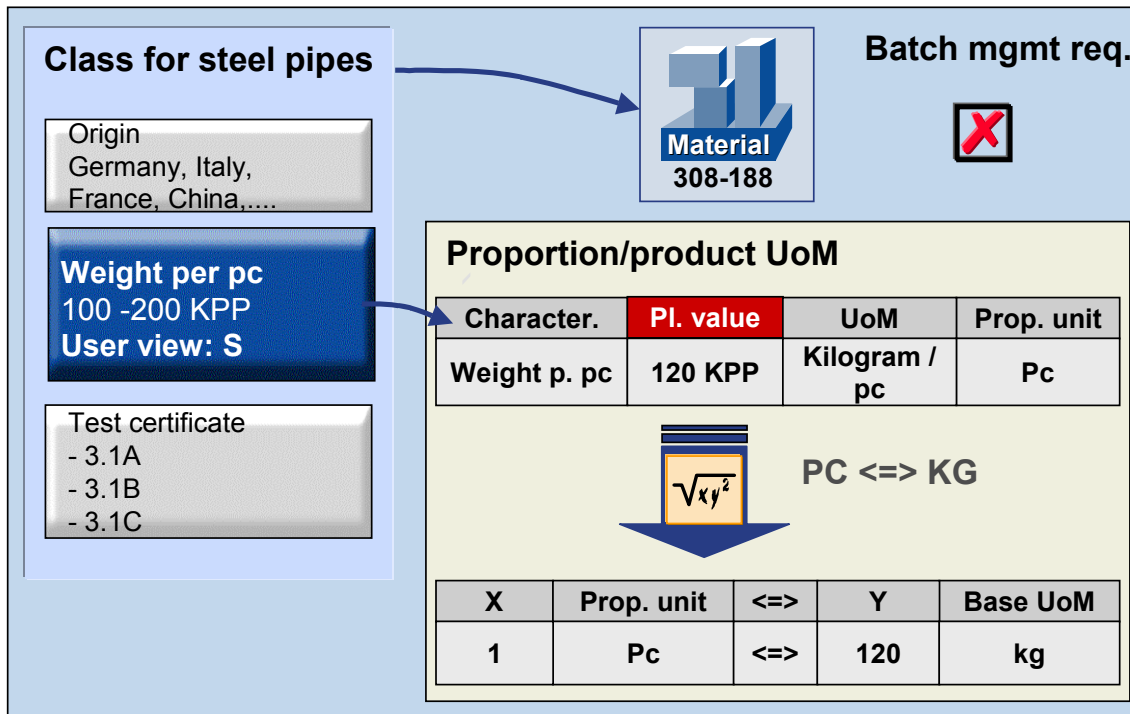 Class for steel pipes
Origin
Germany, Italy,
France, China,....
Weight per pc
100 -200 KPP
User view: S
Test certificate
- 3.1A
- 3.1B
- 3.1C
Material
308-188
Batch mgmt req.
✗
Proportion/product UoM
Character. Pl. value UoM Prop. unit
Weight p. pc 120 KPP Kilogram / pc Pc
√xy²
PC <=> KG
X Prop. unit <=> Y Base UoM
1 Pc <=> 120 kg